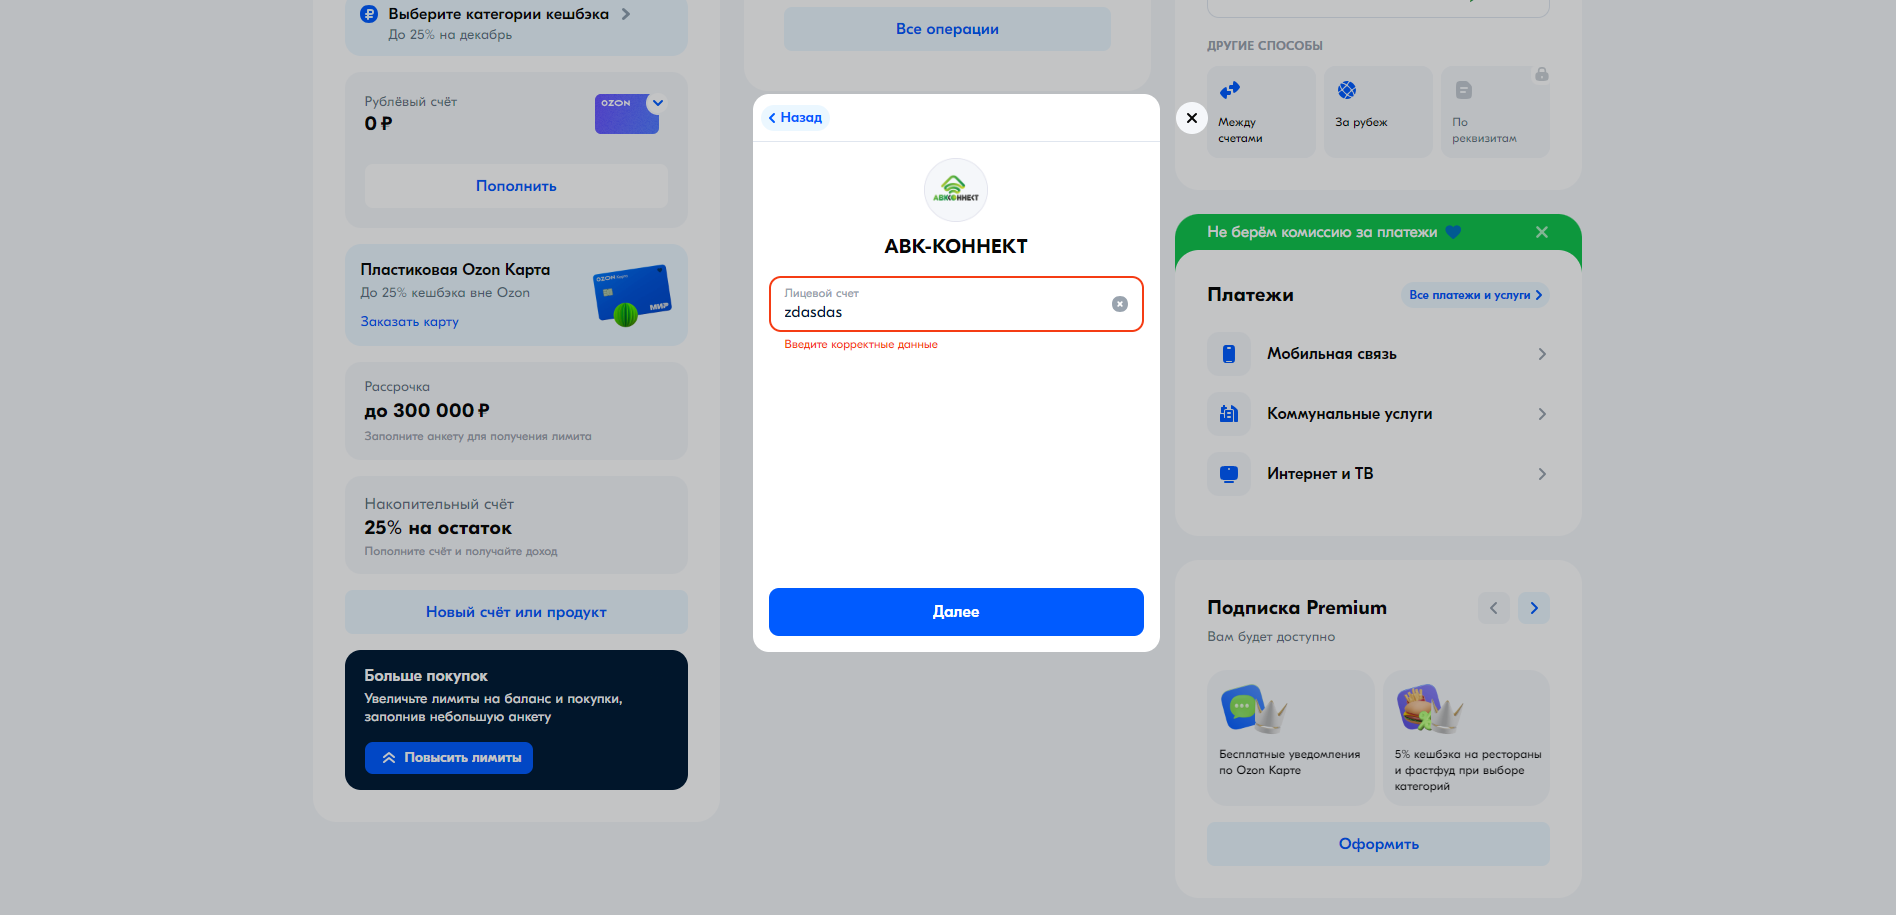 Выберите категории кешбэка
До 25% на декабрь
Рублёвый счёт
0 ₽
OZON
Пополнить
Пластиковая Ozon Карта
До 25% кешбэка вне Ozon
Заказать карту
OZON Карта
МИР
Рассрочка
до 300 000 ₽
Заполните анкету для получения лимита
Накопительный счёт
25% на остаток
Пополните счёт и получайте доход
Новый счёт или продукт
Больше покупок
Увеличьте лимиты на баланс и покупки,
заполнив небольшую анкету
Повысить лимиты
Все операции
Назад
АВККОННЕКТ
АВК-КОННЕКТ
Лицевой счет
zdasdas
Введите корректные данные
Далее
ДРУГИЕ СПОСОБЫ
Между
счетами
За рубеж
По
реквизитам
Не берём комиссию за платежи
Платежи
Все платежи и услуги
Мобильная связь
Коммунальные услуги
Интернет и ТВ
Подписка Premium
Вам будет доступно
Бесплатные уведомления
по Ozon Карте
5% кешбэка на рестораны
и фастфуд при выборе
категорий
Оформить